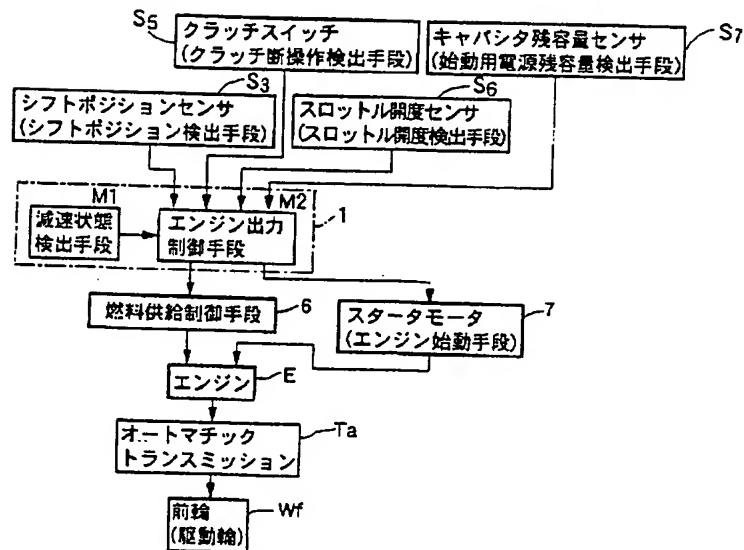 S5
クラッチスイッチ
(クラッチ断操作検出手段)
キャパシタ残容量センサ
(始動用電源残容量検出手段)
S7
S3
シフトポジションセンサ
(シフトポジション検出手段)
S6
スロットル開度センサ
(スロットル開度検出手段)
M1
減速状態
検出手段
M2
エンジン出力
制御手段
1
燃料供給制御手段
6
スタータモータ
(エンジン始動手段)
7
エンジン
E
オートマチック
トランスミッション
Ta
前輪
(駆動輪)
Wf